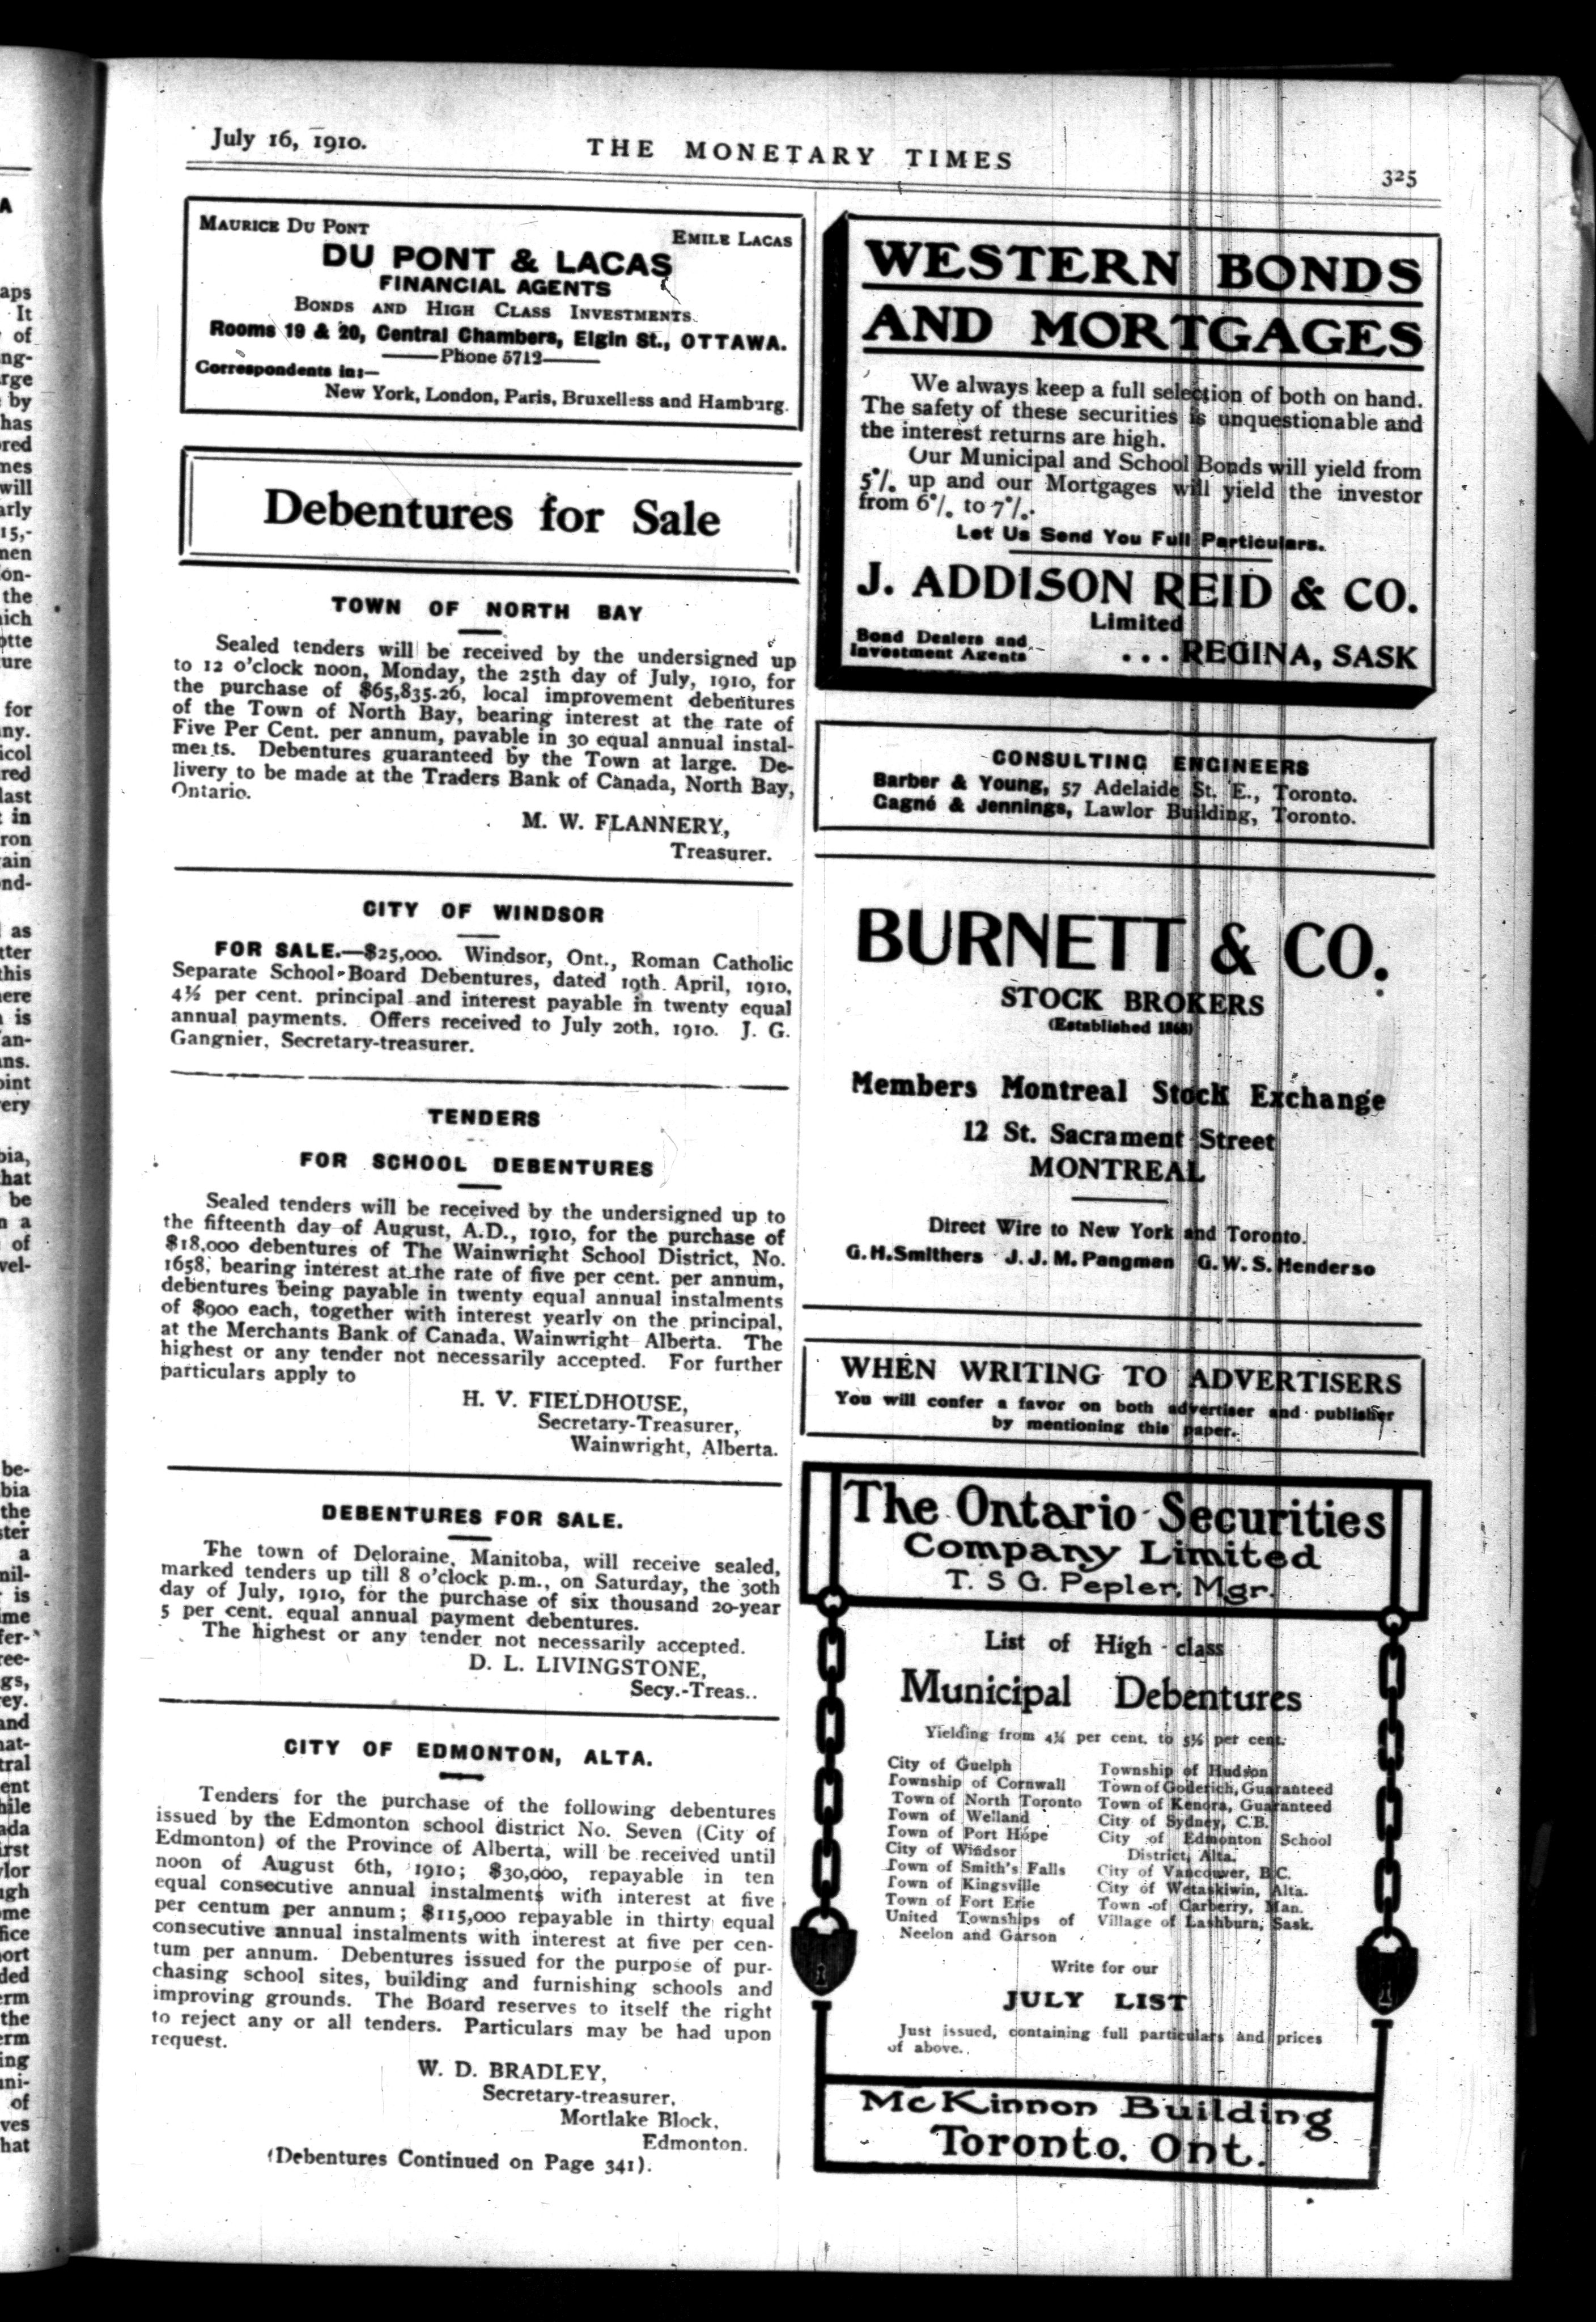 July 16, 1910.
THE MONETARY TIMES
325
MAURICE DU PONT
EMILE LACAS
DU PONT & LACAS
FINANCIAL AGENTS
BONDS AND HIGH CLASS INVESTMENTS.
Rooms 19 & 20, Central Chambers, Elgin St., OTTAWA.
Phone 5712
Correspondents in:—
New York, London, Paris, Bruxelless and Hamburg.
Debentures for Sale
TOWN OF NORTH BAY
Sealed tenders will be received by the undersigned up
to 12 o'clock noon, Monday, the 25th day of July, 1910, for
the purchase of $65,835.26, local improvement debentures
of the Town of North Bay, bearing interest at the rate of
Five Per Cent. per annum, payable in 30 equal annual instal-
ments. Debentures guaranteed by the Town at large. De-
livery to be made at the Traders Bank of Canada, North Bay,
Ontario.
M. W. FLANNERY,
Treasurer.
CITY OF WINDSOR
FOR SALE.—$25,000. Windsor, Ont., Roman Catholic
Separate School-Board Debentures, dated 19th April, 1910,
4½ per cent. principal and interest payable in twenty equal
annual payments. Offers received to July 20th, 1910. J. G.
Gangnier, Secretary-treasurer.
TENDERS
FOR SCHOOL DEBENTURES
Sealed tenders will be received by the undersigned up to
the fifteenth day of August, A.D., 1910, for the purchase of
$18,000 debentures of The Wainwright School District, No.
1658, bearing interest at the rate of five per cent. per annum,
debentures being payable in twenty equal annual instalments
of $900 each, together with interest yearly on the principal,
at the Merchants Bank of Canada, Wainwright Alberta. The
highest or any tender not necessarily accepted. For further
particulars apply to
H. V. FIELDHOUSE,
Secretary-Treasurer,
Wainwright, Alberta.
DEBENTURES FOR SALE.
The town of Deloraine, Manitoba, will receive sealed,
marked tenders up till 8 o'clock p.m., on Saturday, the 30th
day of July, 1910, for the purchase of six thousand 20-year
5 per cent. equal annual payment debentures.
The highest or any tender not necessarily accepted.
D. L. LIVINGSTONE,
Secy.-Treas..
CITY OF EDMONTON, ALTA.
Tenders for the purchase of the following debentures
issued by the Edmonton school district No. Seven (City of
Edmonton) of the Province of Alberta, will be received until
noon of August 6th, 1910; $30,000, repayable in ten
equal consecutive annual instalments with interest at five
per centum per annum; $115,000 repayable in thirty equal
consecutive annual instalments with interest at five per cen-
tum per annum. Debentures issued for the purpose of pur-
chasing school sites, building and furnishing schools and
improving grounds. The Board reserves to itself the right
to reject any or all tenders. Particulars may be had upon
request.
W. D. BRADLEY,
Secretary-treasurer,
Mortlake Block,
Edmonton.
(Debentures Continued on Page 341).
WESTERN BONDS
AND MORTGAGES
We always keep a full selection of both on hand.
The safety of these securities is unquestionable and
the interest returns are high.
Our Municipal and School Bonds will yield from
5% up and our Mortgages will yield the investor
from 6% to 7%.
Let Us Send You Full Particulars.
J. ADDISON REID & CO.
Limited
Bond Dealers and
Investment Agents
... REGINA, SASK
CONSULTING ENGINEERS
Barber & Young, 57 Adelaide St. E., Toronto.
Cagné & Jennings, Lawlor Building, Toronto.
BURNETT & CO.
STOCK BROKERS
(Established 1868)
Members Montreal Stock Exchange
12 St. Sacrament Street
MONTREAL
Direct Wire to New York and Toronto.
G.H.Smithers J.J.M.Pangman G.W.S.Henderso
WHEN WRITING TO ADVERTISERS
You will confer a favor on both advertiser and publisher
by mentioning this paper.
The Ontario Securities
Company Limited
T. S G. Pepler, Mgr.
List of High-class
Municipal Debentures
Yielding from 4¼ per cent. to 5½ per cent.
City of Guelph
Township of Cornwall
Town of North Toronto
Town of Welland
Town of Port Hope
City of Windsor
Town of Smith's Falls
Town of Kingsville
Town of Fort Erie
United Townships of
Neelon and Garson
Township of Hudson
Town of Goderich, Guaranteed
Town of Kenora, Guaranteed
City of Sydney, C.B.
City of Edmonton School
District, Alta.
City of Vancouver, B.C.
City of Wetaskiwin, Alta.
Town of Carberry, Man.
Village of Lashburn, Sask.
Write for our
JULY LIST
Just issued, containing full particulars and prices
of above.
McKinnon Building
Toronto, Ont.